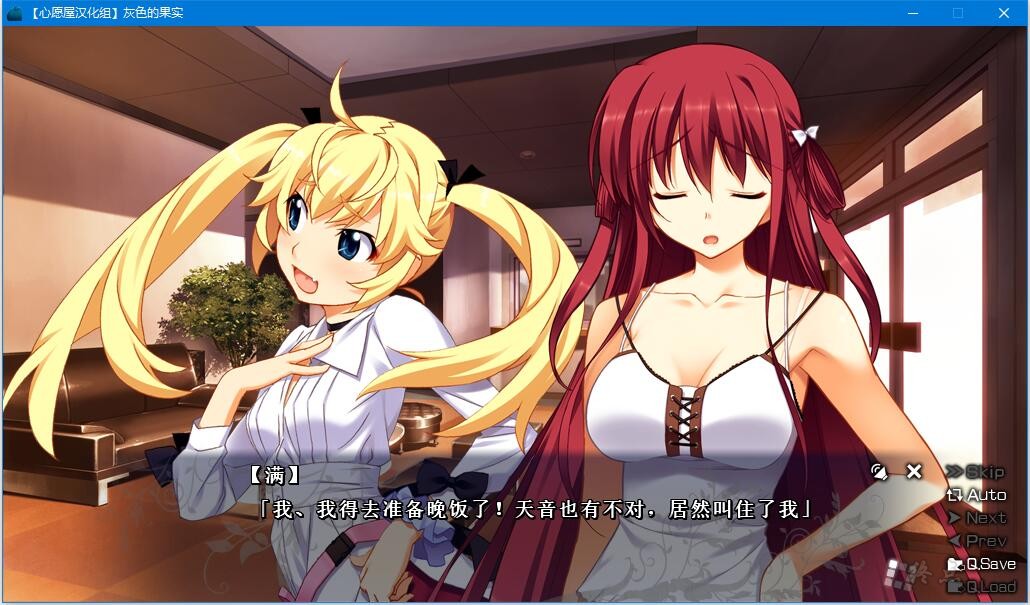 【心愿屋汉化组】灰色的果实
【满】
「我、我得去准备晚饭了！天音也有不对，居然叫住了我」
Skip
Auto
Next
Prev
Q.Save
Q.Load